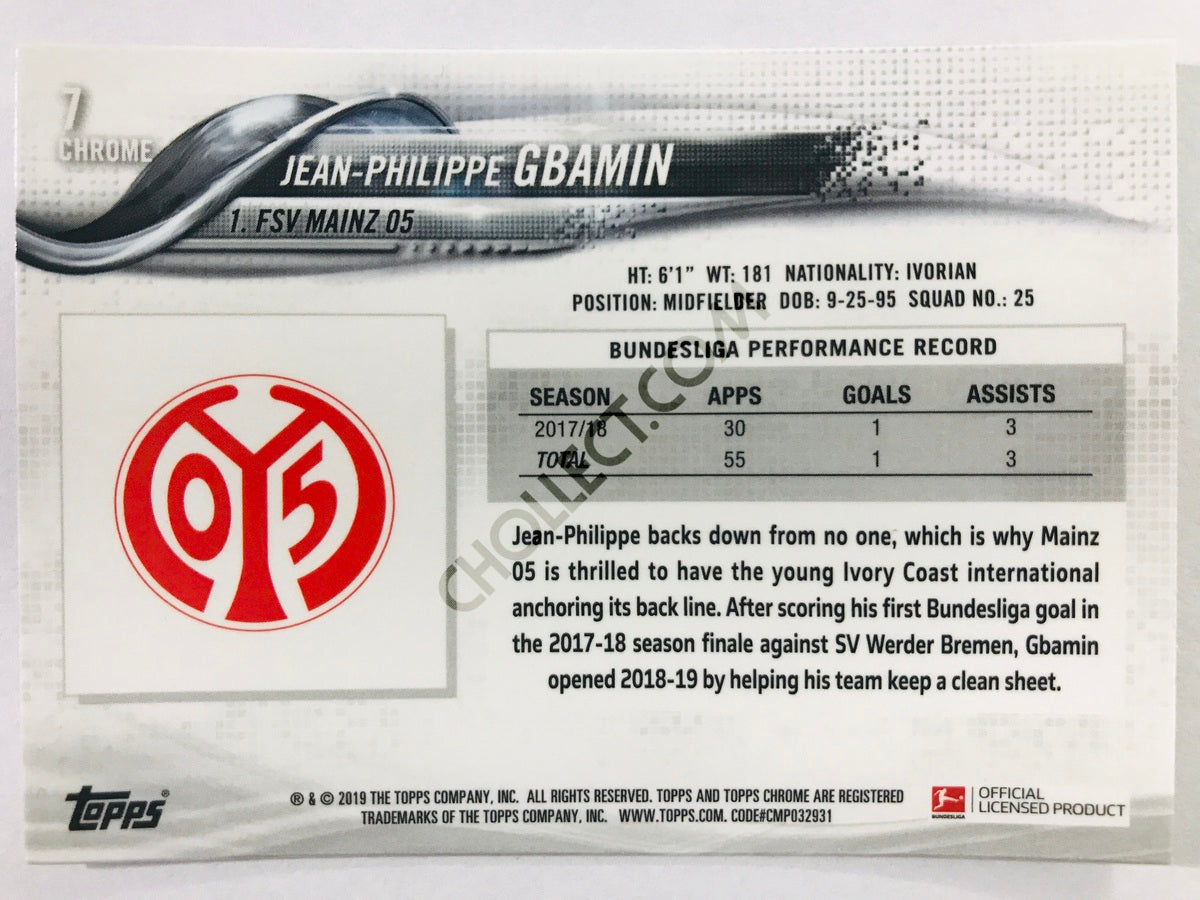 7
CHROME
JEAN-PHILIPPE GBAMIN
1. FSV MAINZ 05
HT: 6'1" WT: 181 NATIONALITY: IVORIAN
POSITION: MIDFIELDER DOB: 9-25-95 SQUAD NO.: 25
05
BUNDESLIGA PERFORMANCE RECORD
SEASON APPS GOALS ASSISTS
2017/18 30 1 3
TOTAL 55 1 3
Jean-Philippe backs down from no one, which is why Mainz
05 is thrilled to have the young Ivory Coast international
anchoring its back line. After scoring his first Bundesliga goal in
the 2017-18 season finale against SV Werder Bremen, Gbamin
opened 2018-19 by helping his team keep a clean sheet.
CHOLLECT.COM
Topps®
® & © 2019 THE TOPPS COMPANY, INC. ALL RIGHTS RESERVED. TOPPS AND TOPPS CHROME ARE REGISTERED
TRADEMARKS OF THE TOPPS COMPANY, INC. WWW.TOPPS.COM. CODE#CMP032931
BUNDESLIGA
OFFICIAL
LICENSED PRODUCT